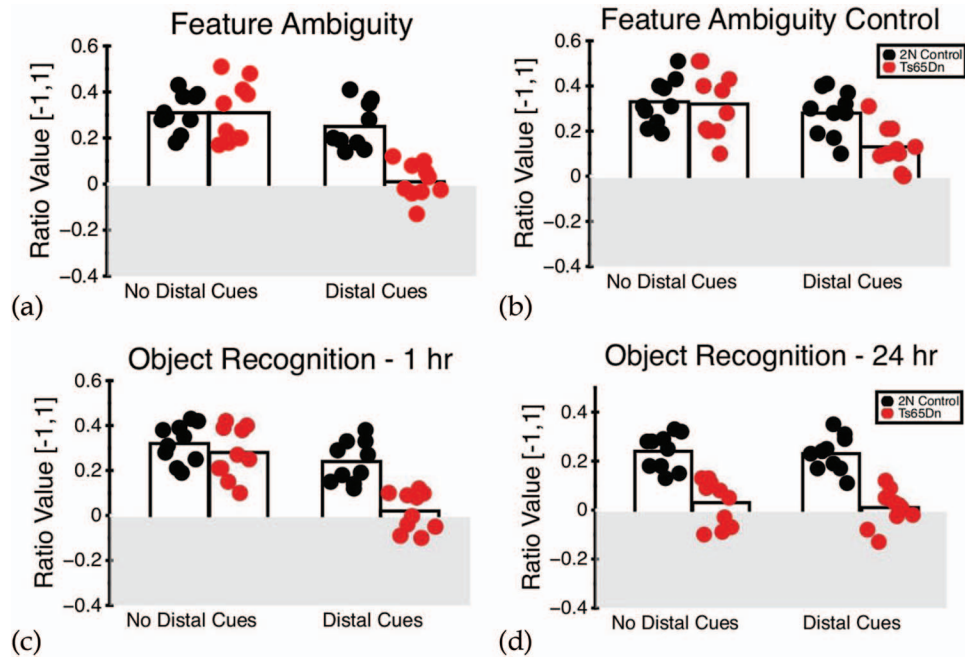 Feature Ambiguity
Ratio Value [-1,1]
0.6
0.4
0.2
0
−0.2
−0.4
No Distal Cues
Distal Cues
(a)
Feature Ambiguity Control
2N Control
Ts65Dn
Ratio Value [-1,1]
0.6
0.4
0.2
0
−0.2
−0.4
No Distal Cues
Distal Cues
(b)
Object Recognition - 1 hr
Ratio Value [-1,1]
0.6
0.4
0.2
0
−0.2
−0.4
No Distal Cues
Distal Cues
(c)
Object Recognition - 24 hr
2N Control
Ts65Dn
Ratio Value [-1,1]
0.4
0.2
0
−0.2
−0.4
No Distal Cues
Distal Cues
(d)